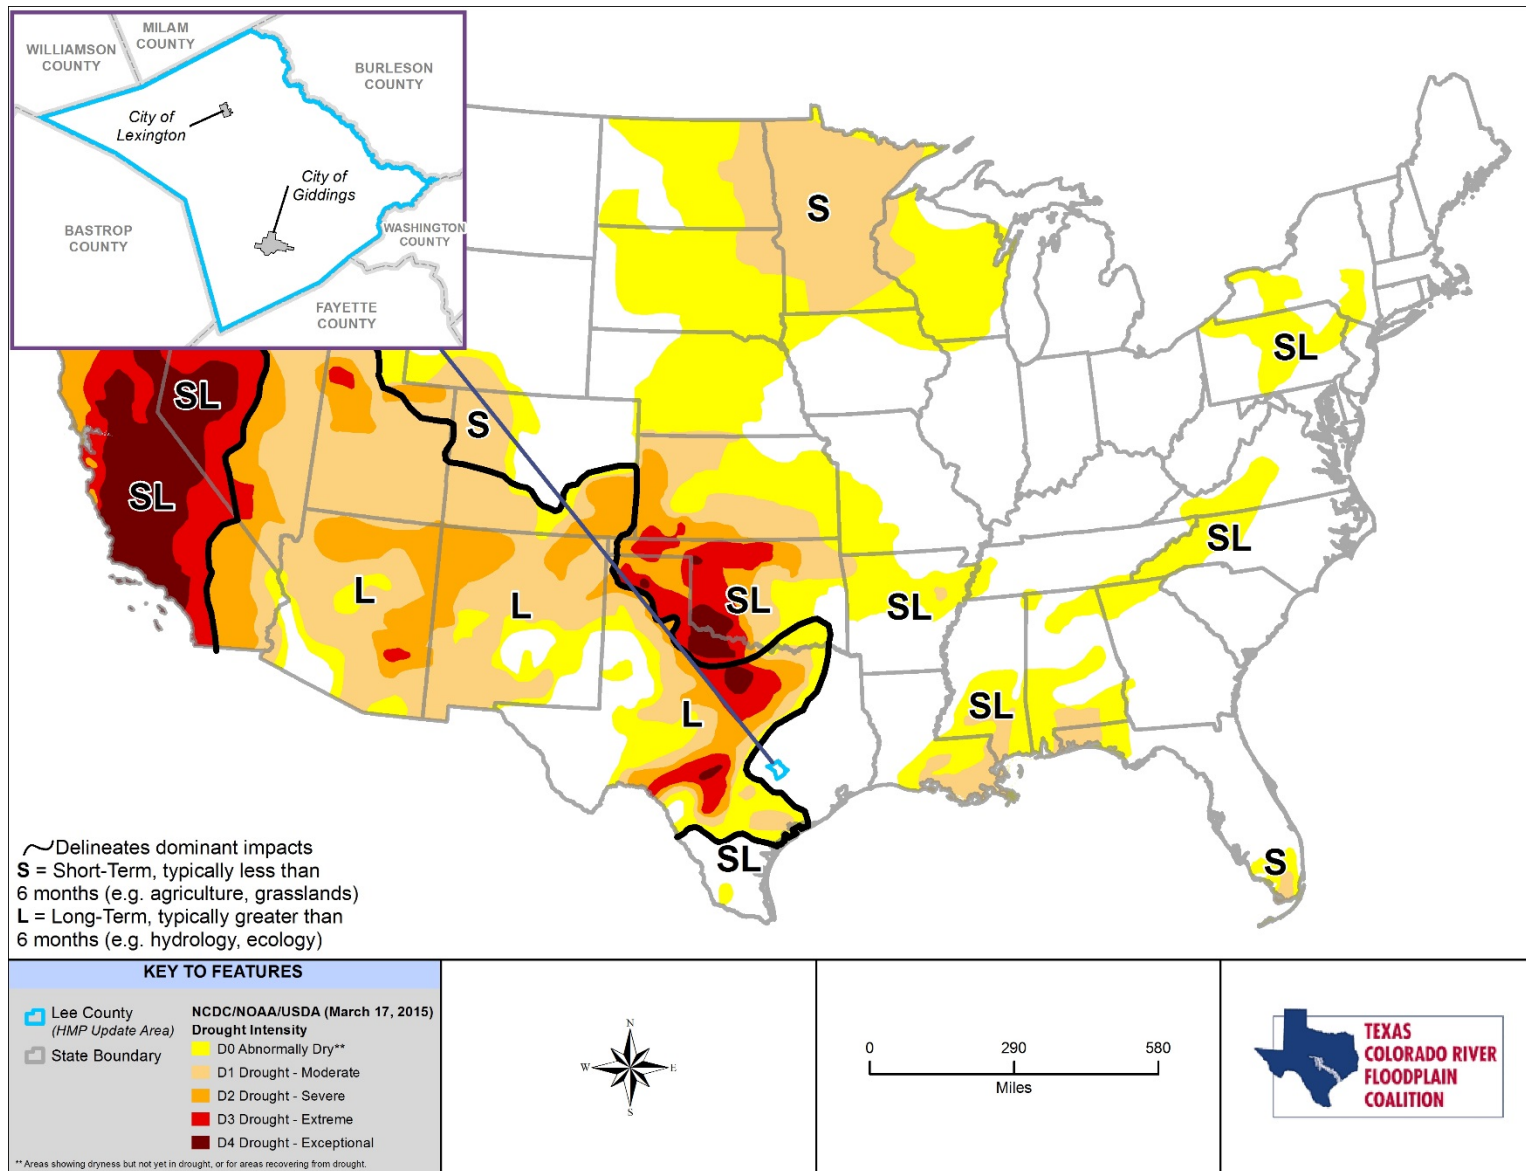 WILLIAMSON
COUNTY
MILAM
COUNTY
BURLESON
COUNTY
City of
Lexington
City of
Giddings
BASTROP
COUNTY
WASHINGTON
COUNTY
FAYETTE
COUNTY
S
SL
SL
SL
S
SL
L
L
SL
SL
SL
L
SL
SL
S
Delineates dominant impacts
S = Short-Term, typically less than
6 months (e.g. agriculture, grasslands)
L = Long-Term, typically greater than
6 months (e.g. hydrology, ecology)
KEY TO FEATURES
Lee County
(HMP Update Area)
State Boundary
NCDC/NOAA/USDA (March 17, 2015)
Drought Intensity
D0 Abnormally Dry**
D1 Drought - Moderate
D2 Drought - Severe
D3 Drought - Extreme
D4 Drought - Exceptional
** Areas showing dryness but not yet in drought, or for areas recovering from drought.
N
W E
S
0 290 580
Miles
TEXAS
COLORADO RIVER
FLOODPLAIN
COALITION